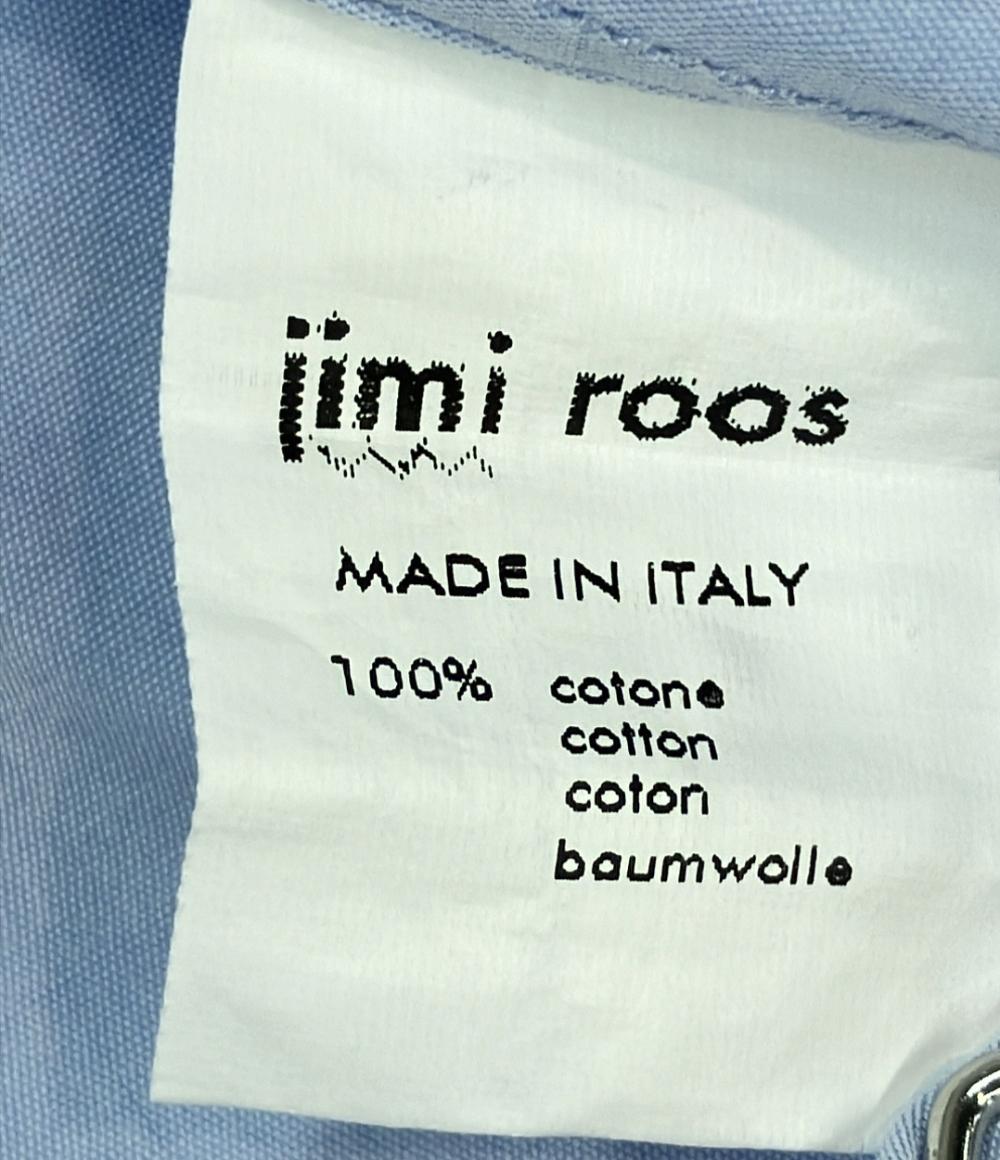 jimi roos
MADE IN ITALY
100% cotone
cotton
coton
baumwolle